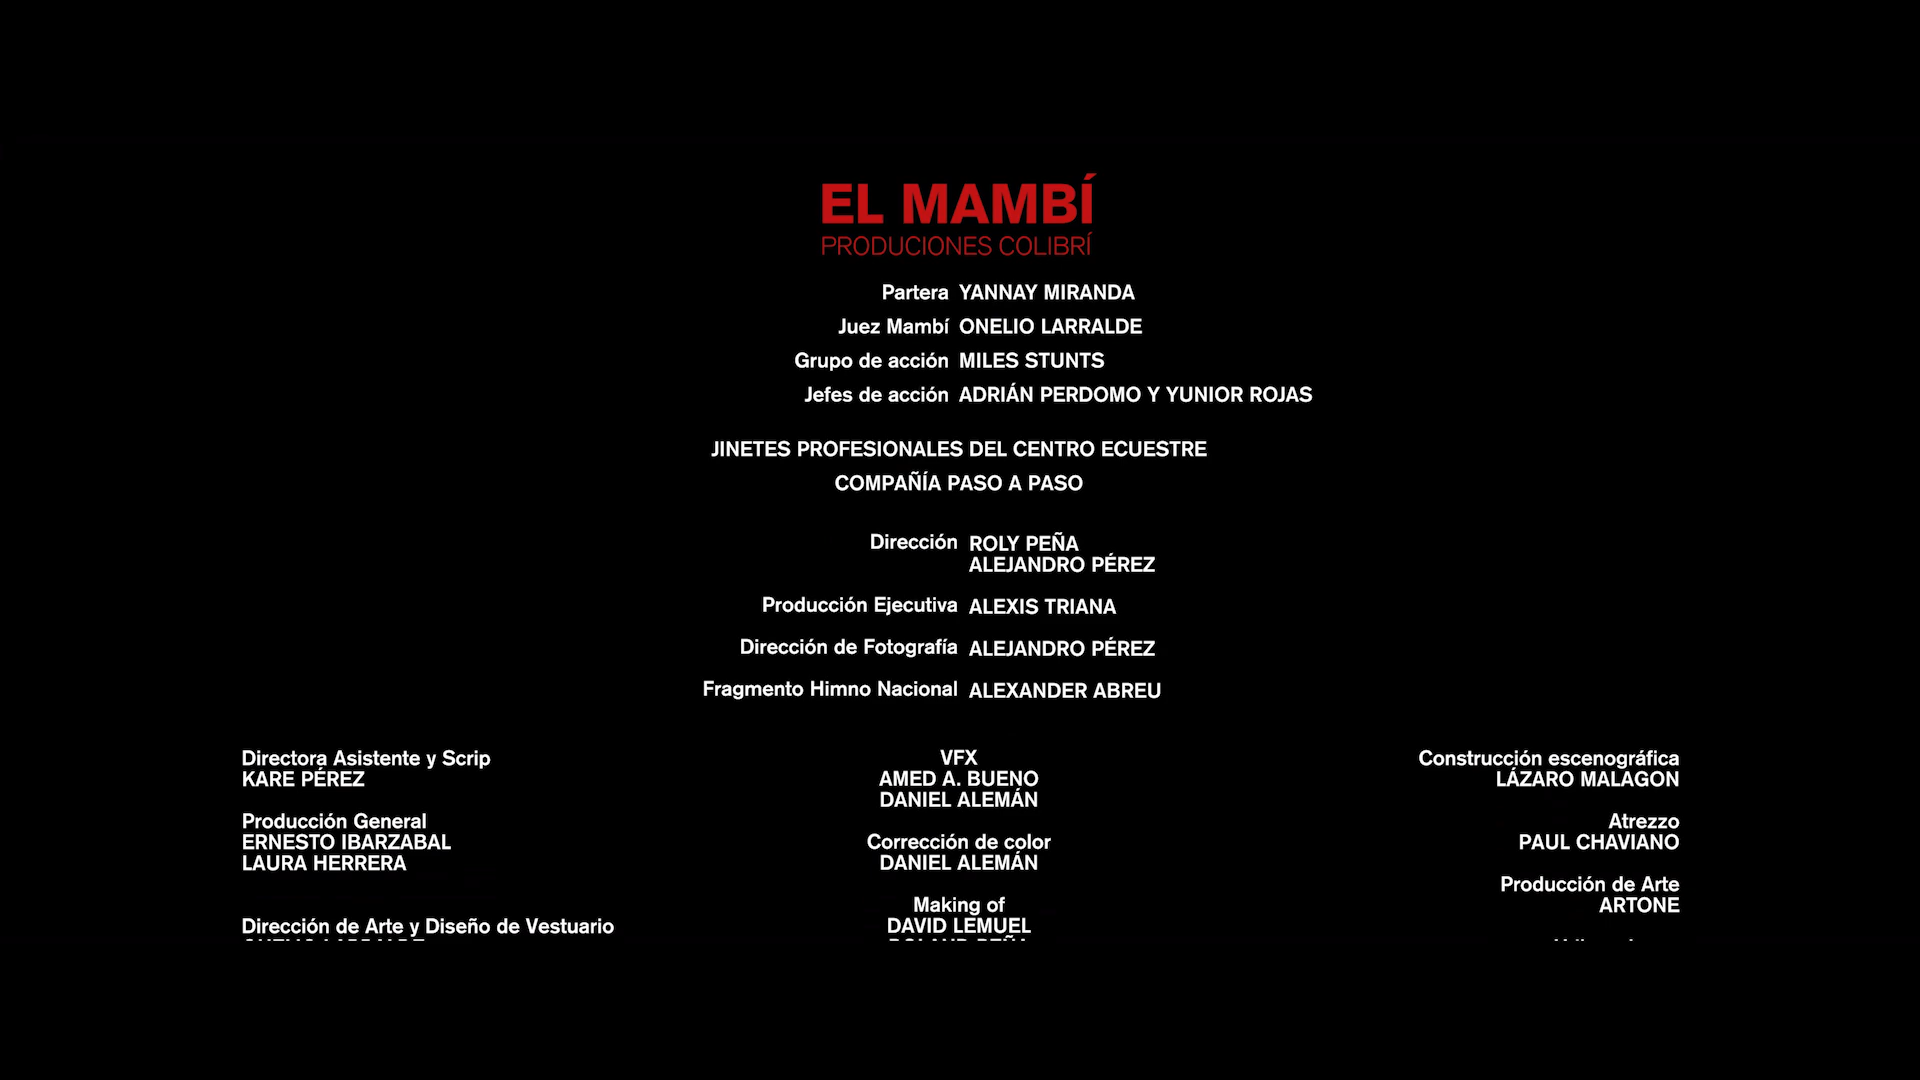 EL MAMBÍ
PRODUCIONES COLIBRÍ
Partera YANNAY MIRANDA
Juez Mambí ONELIO LARRALDE
Grupo de acción MILES STUNTS
Jefes de acción ADRIÁN PERDOMO Y YUNIOR ROJAS
JINETES PROFESIONALES DEL CENTRO ECUESTRE
COMPAÑÍA PASO A PASO
Dirección ROLY PEÑA
ALEJANDRO PÉREZ
Producción Ejecutiva ALEXIS TRIANA
Dirección de Fotografía ALEJANDRO PÉREZ
Fragmento Himno Nacional ALEXANDER ABREU
Directora Asistente y Scrip
KARE PÉREZ
Producción General
ERNESTO IBARZABAL
LAURA HERRERA
Dirección de Arte y Diseño de Vestuario
VFX
AMED A. BUENO
DANIEL ALEMÁN
Corrección de color
DANIEL ALEMÁN
Making of
DAVID LEMUEL
Construcción escenográfica
LÁZARO MALAGON
Atrezzo
PAUL CHAVIANO
Producción de Arte
ARTONE